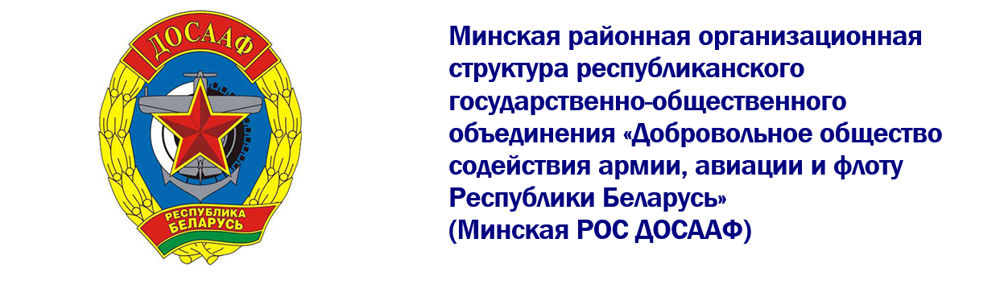 ДОСААФ
РЕСПУБЛИКА
БЕЛАРУСЬ
Минская районная организационная
структура республиканского
государственно-общественного
объединения «Добровольное общество
содействия армии, авиации и флоту
Республики Беларусь»
(Минская РОС ДОСААФ)